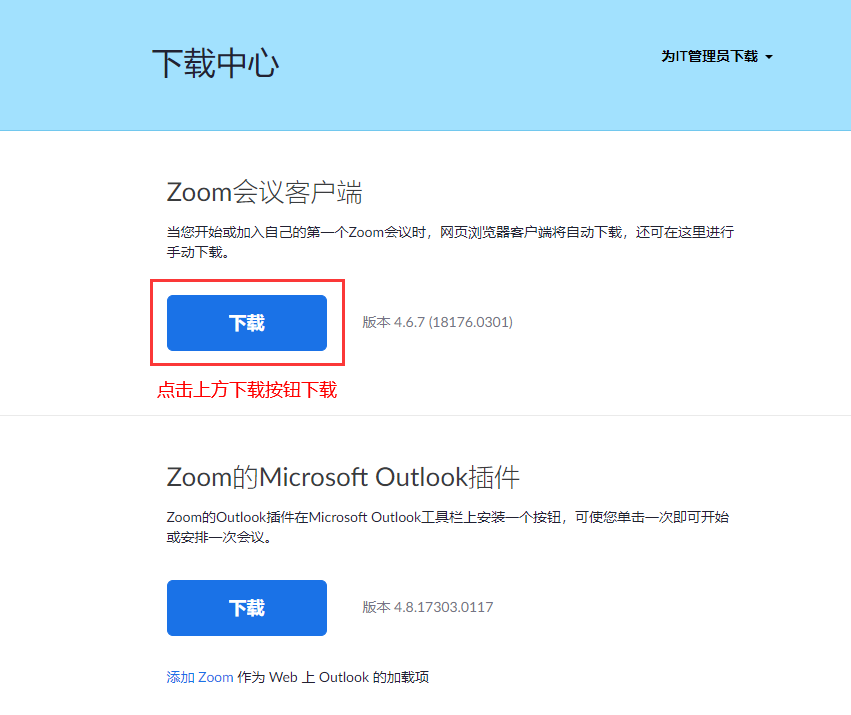 下载中心
为IT管理员下载
Zoom会议客户端
当您开始或加入自己的第一个Zoom会议时，网页浏览器客户端将自动下载，还可在这里进行
手动下载。
下载
版本 4.6.7 (18176.0301)
点击上方下载按钮下载
Zoom的Microsoft Outlook插件
Zoom的Outlook插件在Microsoft Outlook工具栏上安装一个按钮，可使您单击一次即可开始
或安排一次会议。
下载
版本 4.8.17303.0117
添加 Zoom 作为 Web 上 Outlook 的加载项